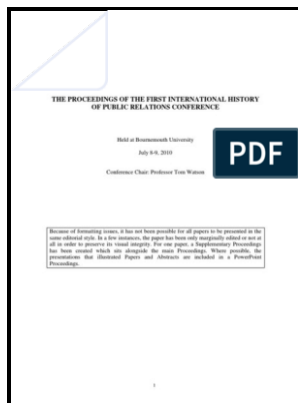 THE PROCEEDINGS OF THE FIRST INTERNATIONAL HISTORY
OF PUBLIC RELATIONS CONFERENCE
Held at Bournemouth University
July 8-9, 2010
PDF
Conference Chair: Professor Tom Watson
Because of formatting issues, it has not been possible for all papers to be presented in the
same editorial style. In a few instances, the paper has been only marginally edited or not at
all in order to preserve its visual integrity. For one paper, a Supplementary Proceedings
has been created which sits alongside the main Proceedings. Where possible, the
presentations that illustrated Papers and Abstracts are included in a PowerPoint
Proceedings.
1